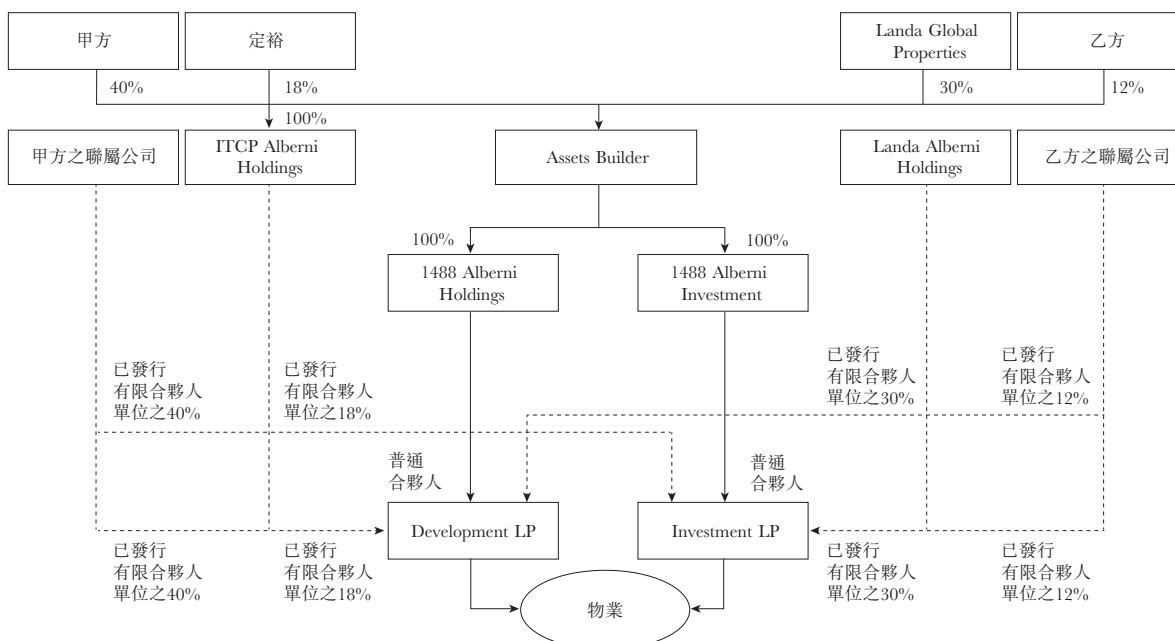 甲方
定裕
Landa Global
Properties
乙方
40%
18%
30%
12%
100%
甲方之聯屬公司
ITCP Alberni
Holdings
Assets Builder
Landa Alberni
Holdings
乙方之聯屬公司
100%
100%
1488 Alberni
Holdings
1488 Alberni
Investment
已發行
有限合夥人
單位之40%
已發行
有限合夥人
單位之18%
已發行
有限合夥人
單位之30%
已發行
有限合夥人
單位之12%
普通
合夥人
普通
合夥人
Development LP
Investment LP
已發行
有限合夥人
單位之40%
已發行
有限合夥人
單位之18%
已發行
有限合夥人
單位之30%
已發行
有限合夥人
單位之12%
物業